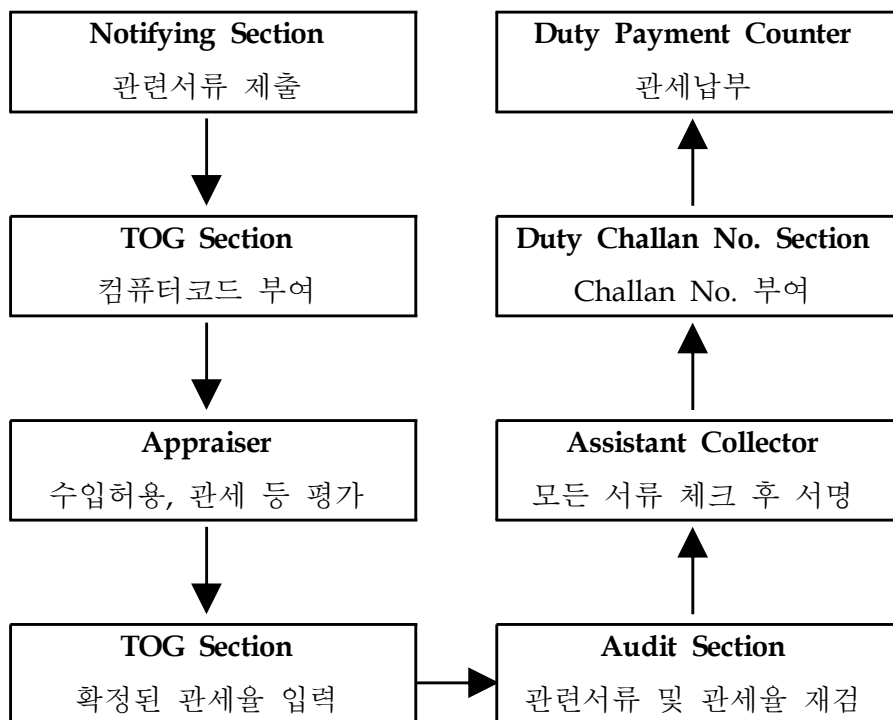 Notifying Section
관련서류 제출
TOG Section
컴퓨터코드 부여
Appraiser
수입허용, 관세 등 평가
TOG Section
확정된 관세율 입력
Audit Section
관련서류 및 관세율 재검
Assistant Collector
모든 서류 체크 후 서명
Duty Challan No. Section
Challan No. 부여
Duty Payment Counter
관세납부